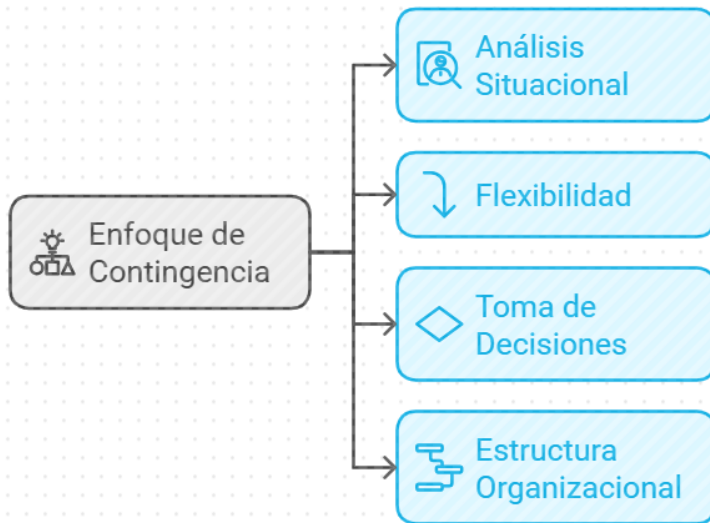 Enfoque de
Contingencia
Análisis
Situacional
Flexibilidad
Toma de
Decisiones
Estructura
Organizacional